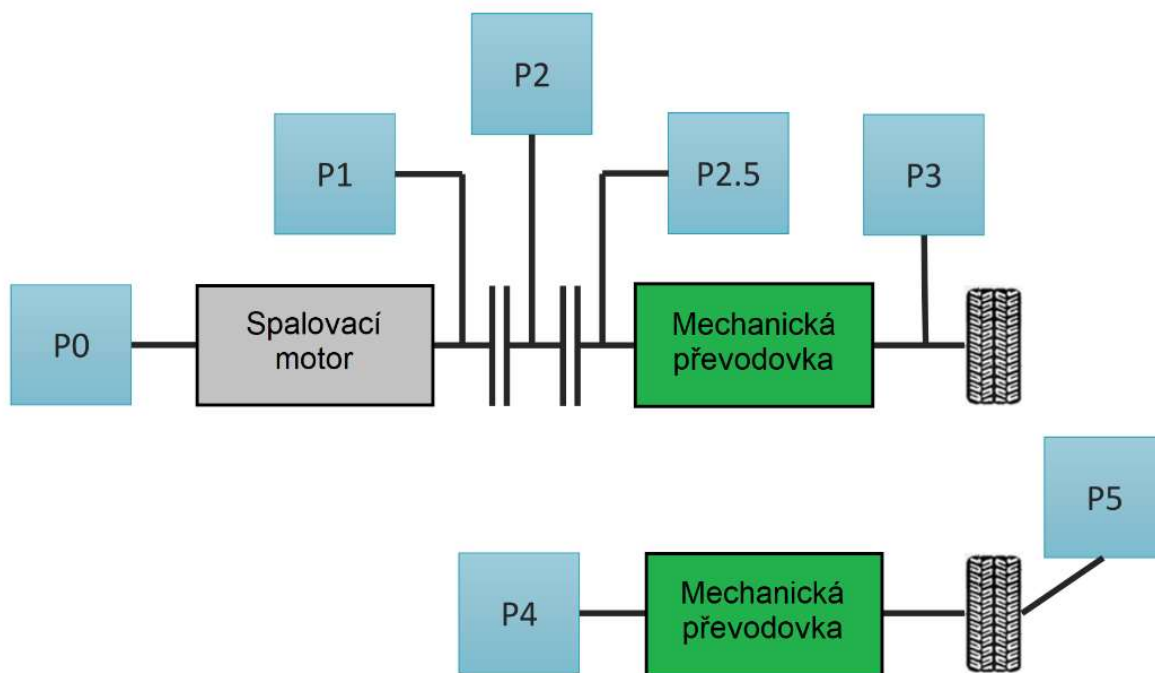 P2
P1
P2.5
P3
P0
Spalovací
motor
Mechanická
převodovka
P5
P4
Mechanická
převodovka